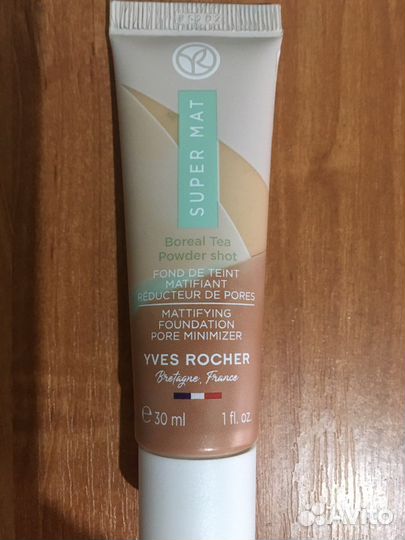 SUPER MAT
Boreal Tea
Powder shot
FOND DE TEINT
MATIFIANT
RÉDUCTEUR DE PORES
MATTIFYING
FOUNDATION
PORE MINIMIZER
YVES ROCHER
Bretagne, France
℮ 30 ml 1 fl. oz.
Avito